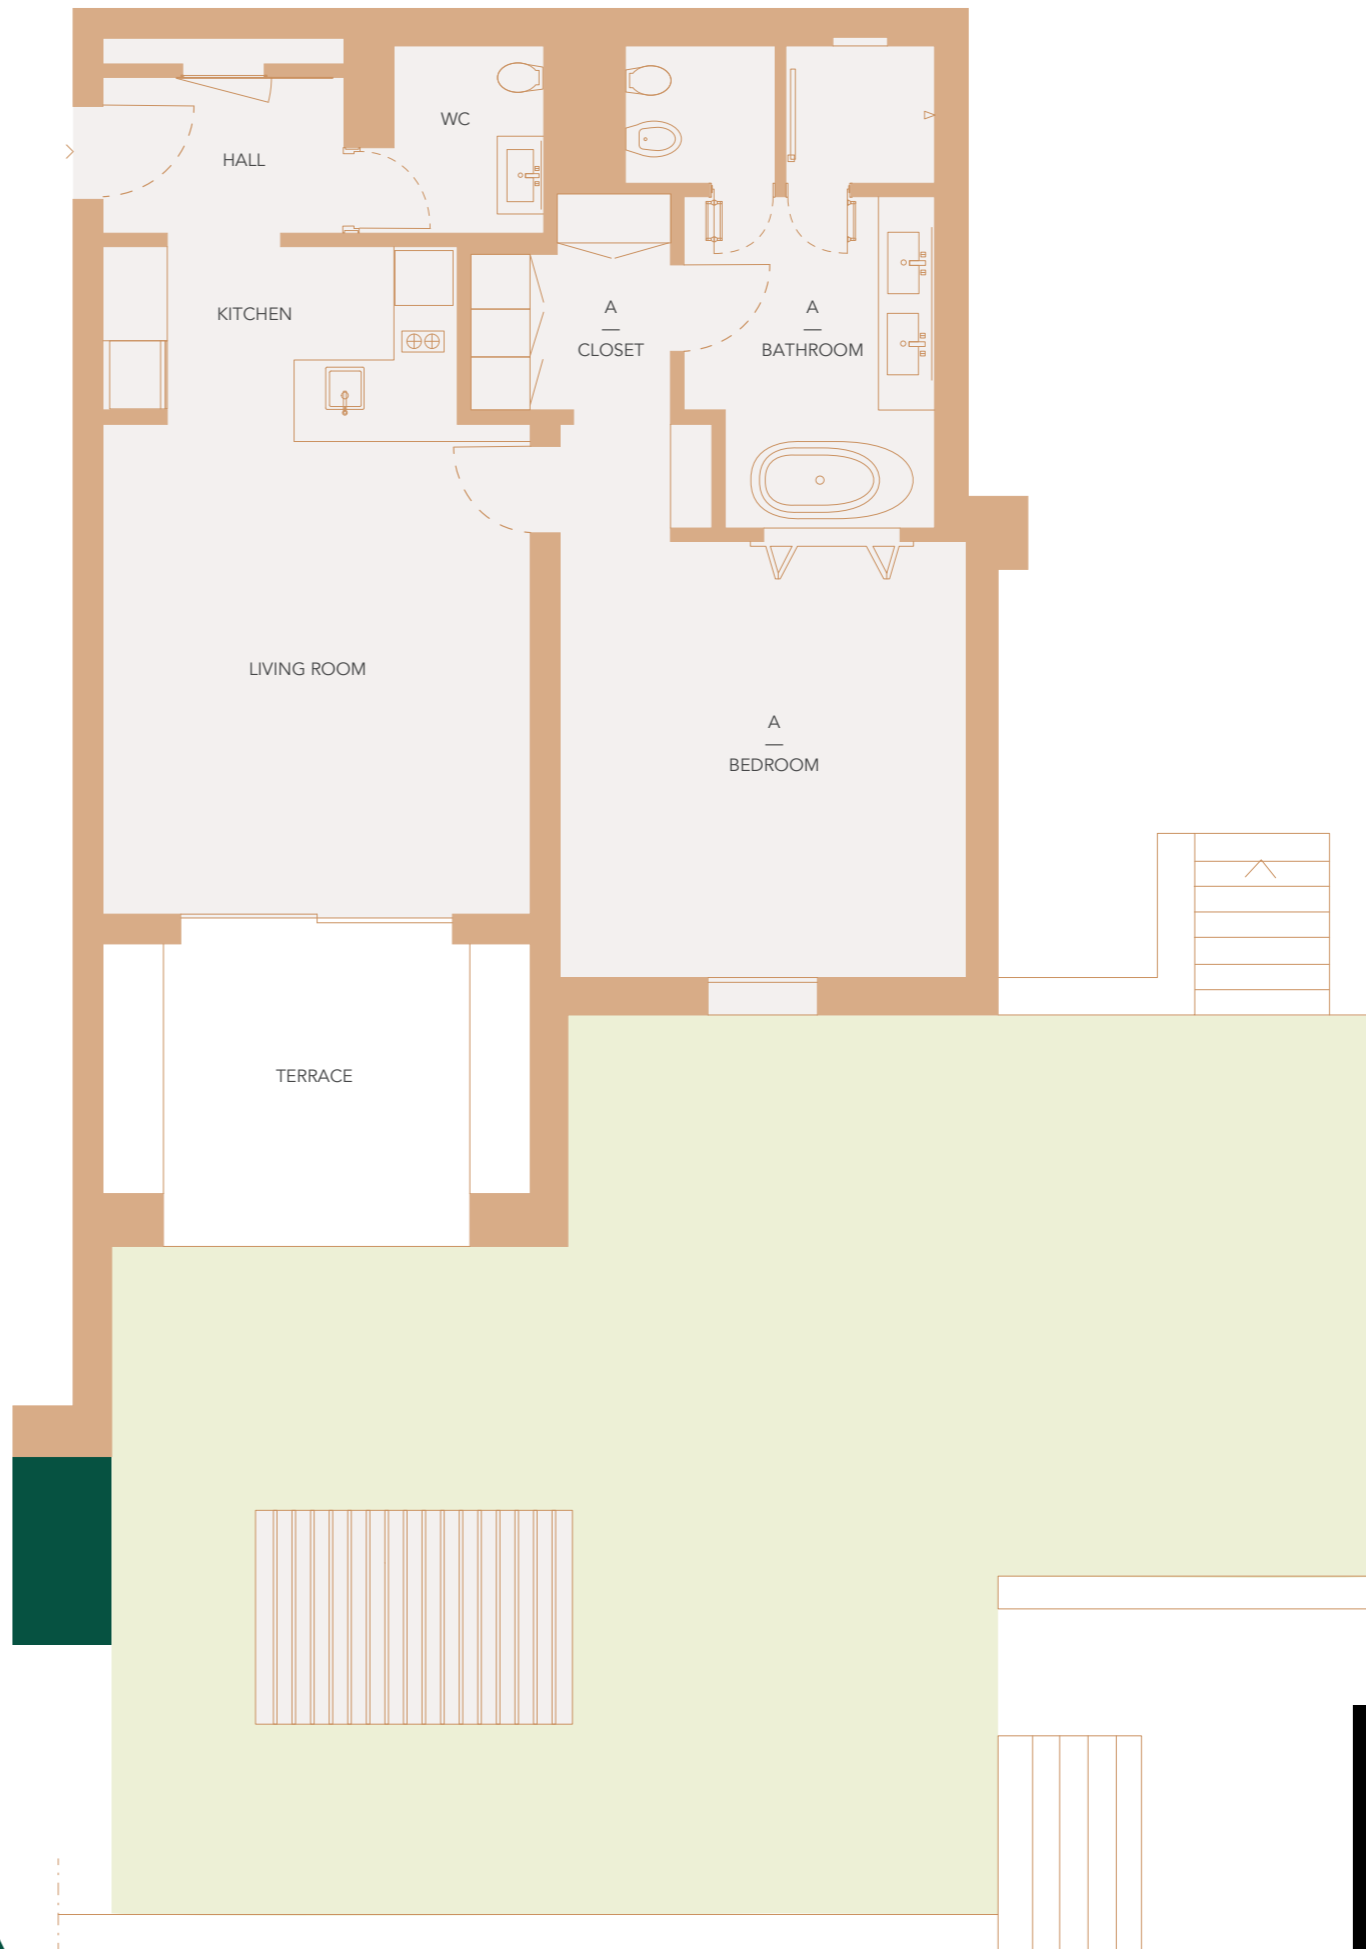 WC
HALL
KITCHEN
A
CLOSET
A
BATHROOM
LIVING ROOM
A
BEDROOM
TERRACE